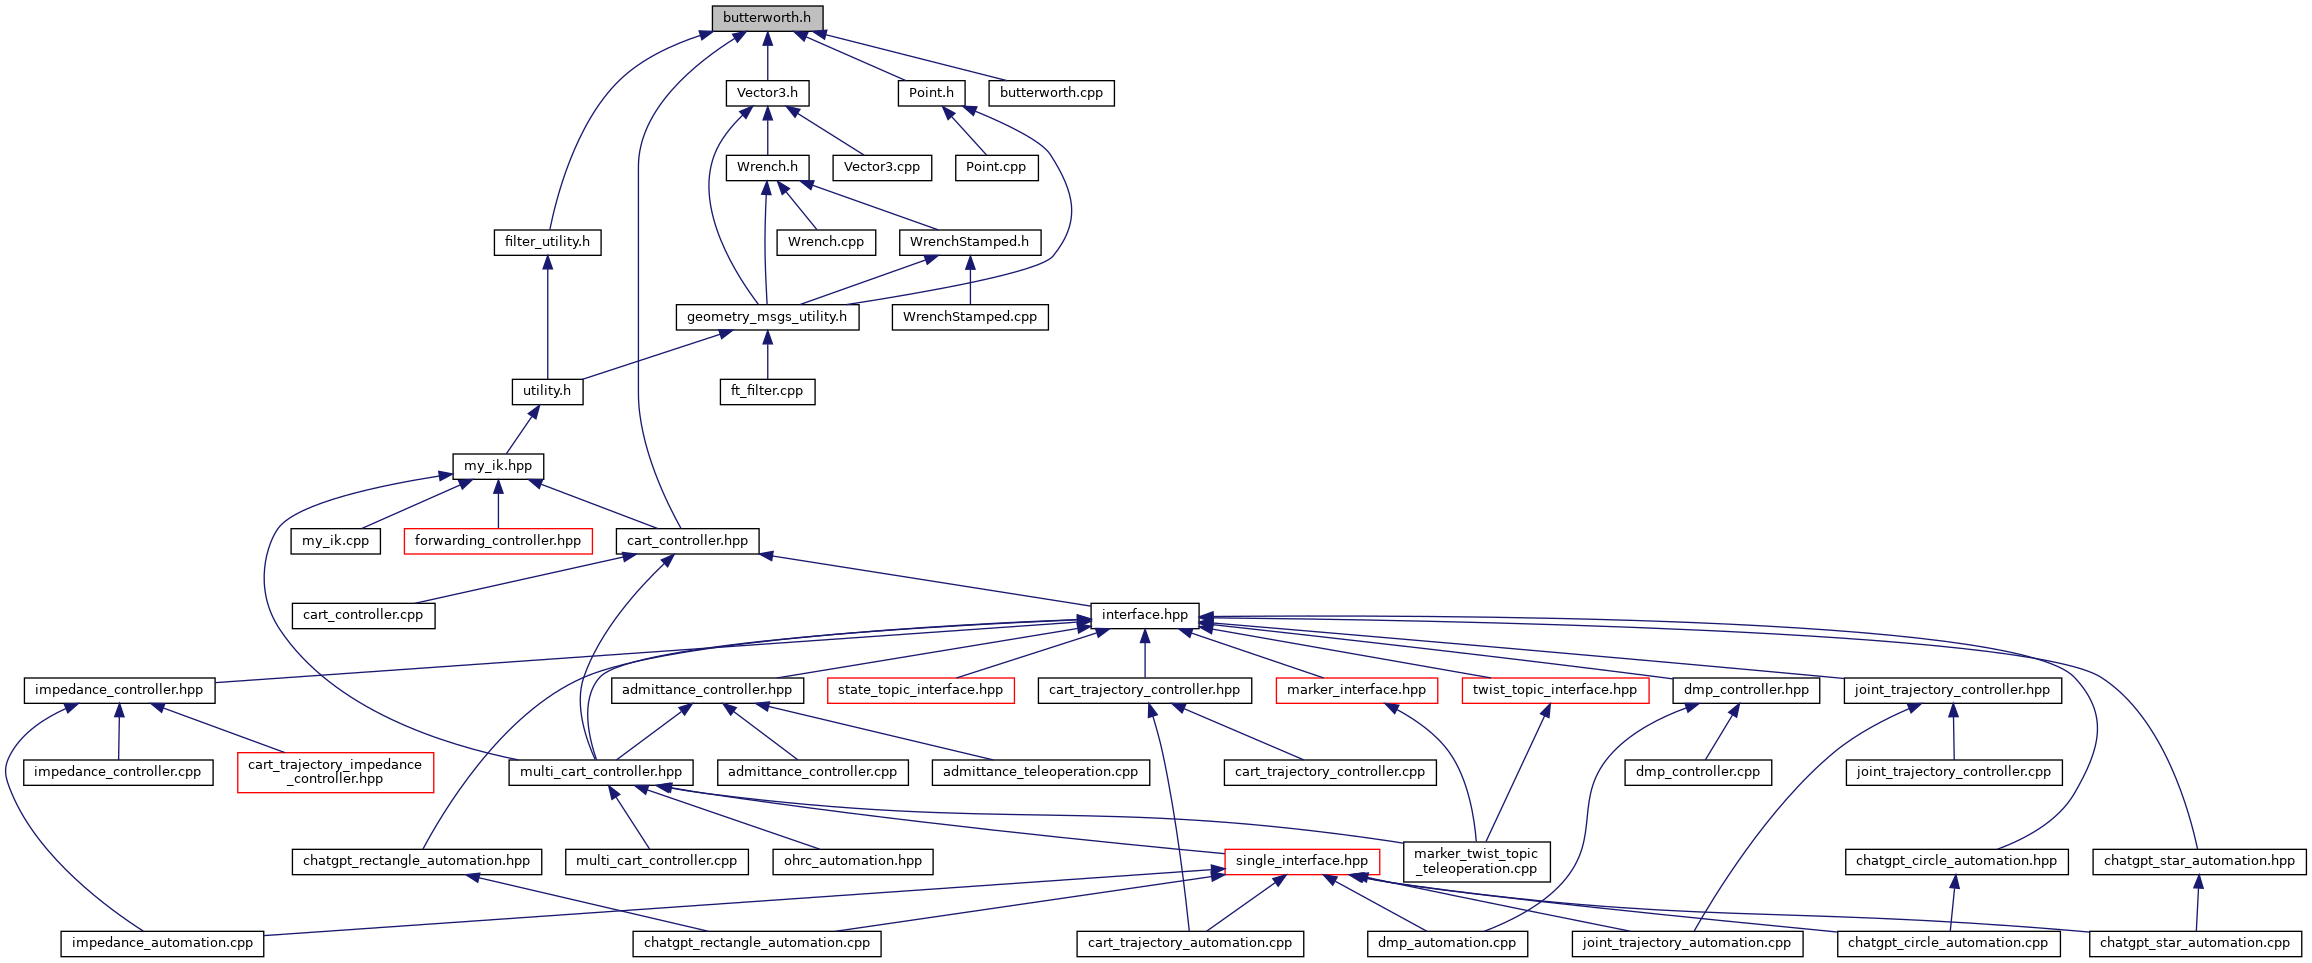 butterworth.h
Vector3.h
Point.h
butterworth.cpp
Wrench.h
Vector3.cpp
Point.cpp
filter_utility.h
Wrench.cpp
WrenchStamped.h
geometry_msgs_utility.h
WrenchStamped.cpp
utility.h
ft_filter.cpp
my_ik.hpp
my_ik.cpp
forwarding_controller.hpp
cart_controller.hpp
cart_controller.cpp
interface.hpp
impedance_controller.hpp
admittance_controller.hpp
state_topic_interface.hpp
cart_trajectory_controller.hpp
marker_interface.hpp
twist_topic_interface.hpp
dmp_controller.hpp
joint_trajectory_controller.hpp
impedance_controller.cpp
cart_trajectory_impedance
_controller.hpp
multi_cart_controller.hpp
admittance_controller.cpp
admittance_teleoperation.cpp
cart_trajectory_controller.cpp
dmp_controller.cpp
joint_trajectory_controller.cpp
chatgpt_rectangle_automation.hpp
multi_cart_controller.cpp
ohrc_automation.hpp
single_interface.hpp
marker_twist_topic
_teleoperation.cpp
chatgpt_circle_automation.hpp
chatgpt_star_automation.hpp
impedance_automation.cpp
chatgpt_rectangle_automation.cpp
cart_trajectory_automation.cpp
dmp_automation.cpp
joint_trajectory_automation.cpp
chatgpt_circle_automation.cpp
chatgpt_star_automation.cpp